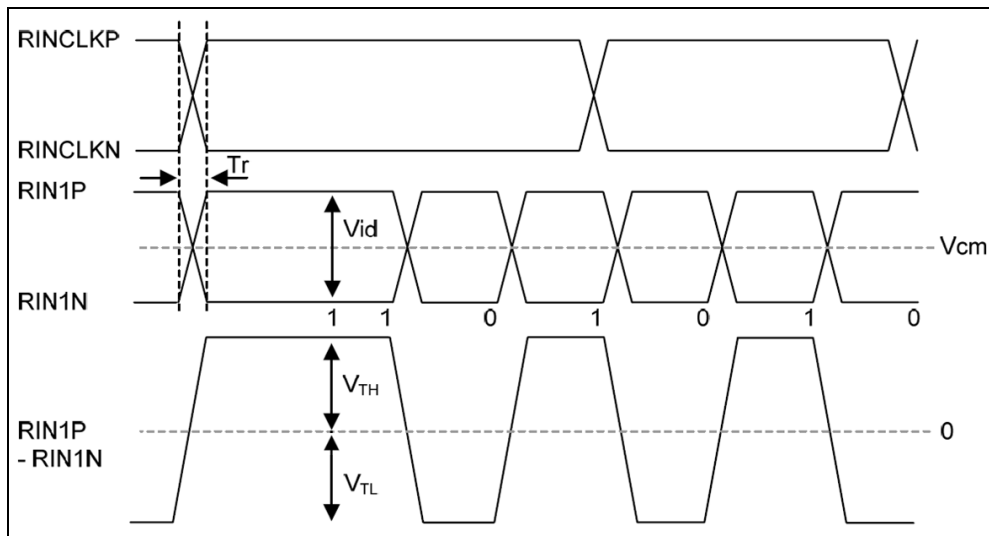 RINCLKP
RINCLKN
Tr
RIN1P
Vid
Vcm
RIN1N
1 1 0 1 0 1 0
VTH
RIN1P
- RIN1N
0
VTL